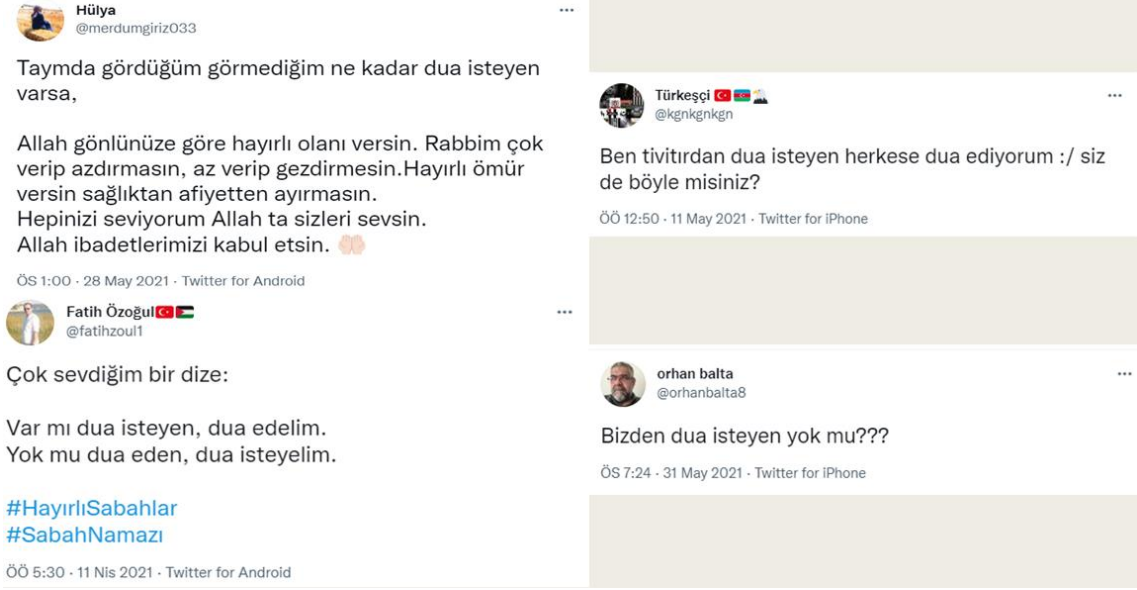 Hülya
@merdumgiriz033
Taymda gördüğüm görmediğim ne kadar dua isteyen
varsa,
Allah gönlünüze göre hayırlı olanı versin. Rabbim çok
verip azdırmasın, az verip gezdirmesin.Hayırlı ömür
versin sağlıktan afiyetten ayırmasın.
Hepinizi seviyorum Allah ta sizleri sevsin.
Allah ibadetlerimizi kabul etsin. 🤲🏻
ÖS 1:00 · 28 May 2021 · Twitter for Android
Fatih Özoğul🇹🇷🇵🇸
@fatihzoul1
Çok sevdiğim bir dize:
Var mı dua isteyen, dua edelim.
Yok mu dua eden, dua isteyelim.
#HayırlıSabahlar
#SabahNamazı
ÖÖ 5:30 · 11 Nis 2021 · Twitter for Android
Türkeşçi 🇹🇷🇦🇿
@kgnkgnkgn
Ben tivitırdan dua isteyen herkese dua ediyorum :/ siz
de böyle misiniz?
ÖÖ 12:50 · 11 May 2021 · Twitter for iPhone
orhan balta
@orhanbalta8
Bizden dua isteyen yok mu???
ÖS 7:24 · 31 May 2021 · Twitter for iPhone